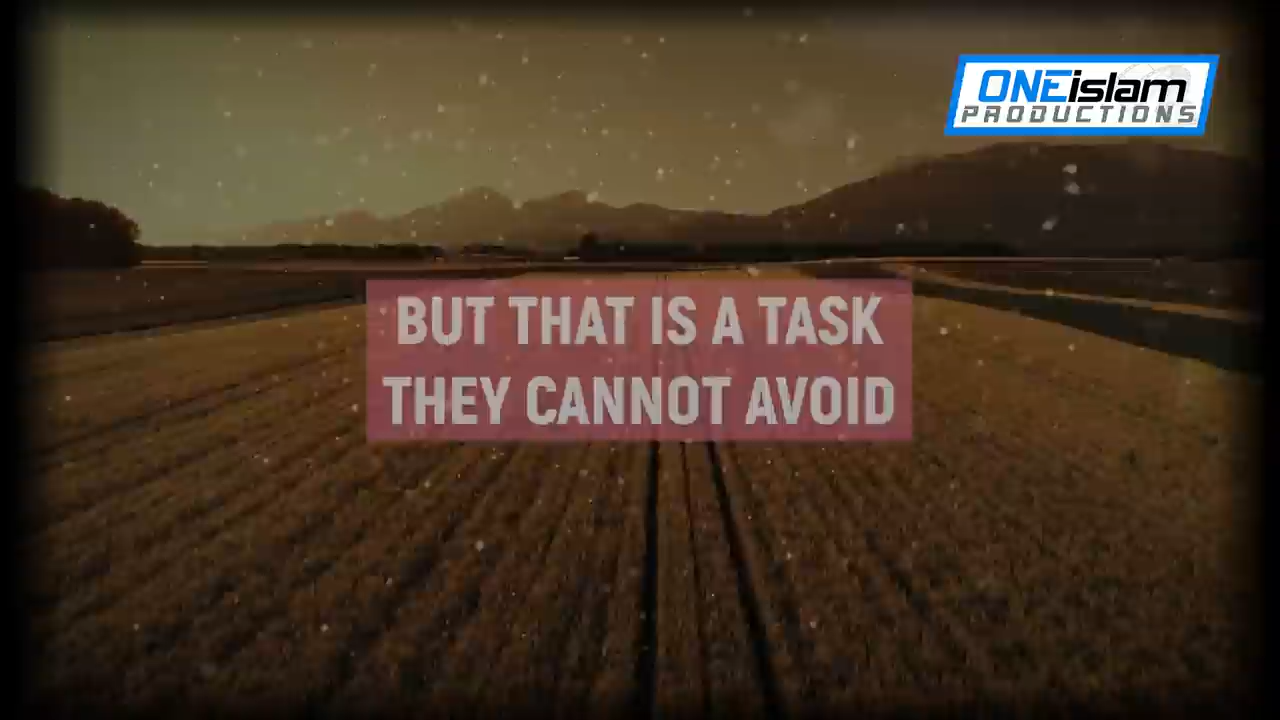 ONEislam
PRODUCTIONS
BUT THAT IS A TASK
THEY CANNOT AVOID